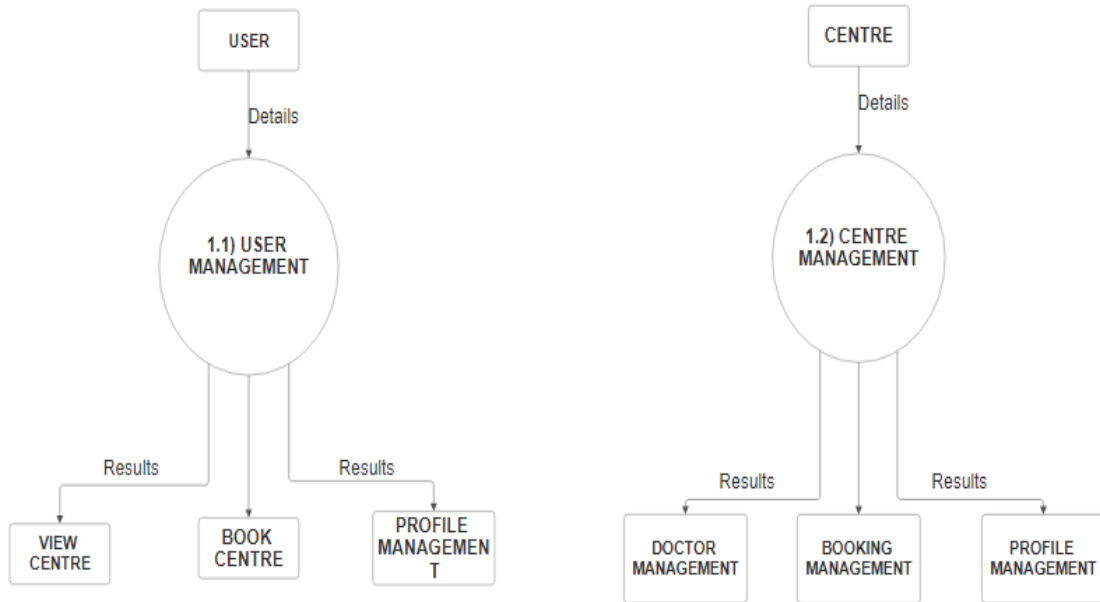 USER
Details
1.1) USER
MANAGEMENT
Results
Results
VIEW
CENTRE
BOOK
CENTRE
PROFILE
MANAGEMEN
T
CENTRE
Details
1.2) CENTRE
MANAGEMENT
Results
Results
DOCTOR
MANAGEMENT
BOOKING
MANAGEMENT
PROFILE
MANAGEMENT